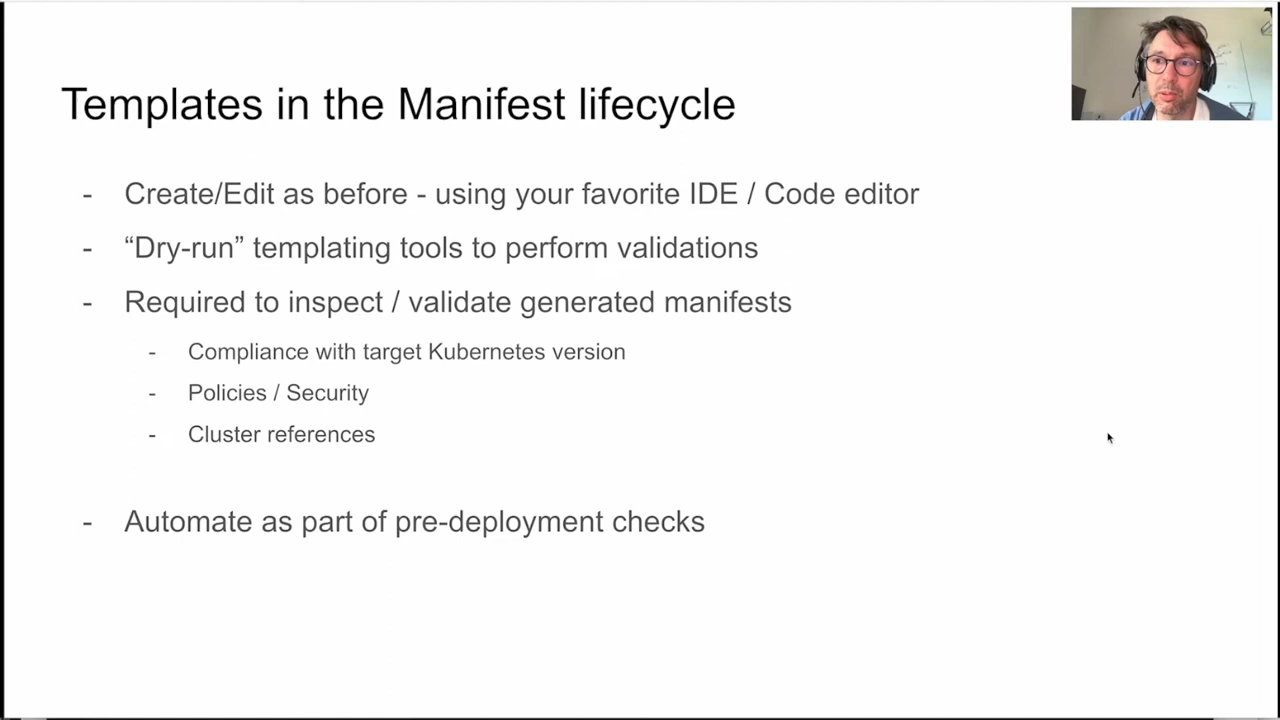 Templates in the Manifest lifecycle
- Create/Edit as before - using your favorite IDE / Code editor
- “Dry-run” templating tools to perform validations
- Required to inspect / validate generated manifests
- Compliance with target Kubernetes version
- Policies / Security
- Cluster references
- Automate as part of pre-deployment checks